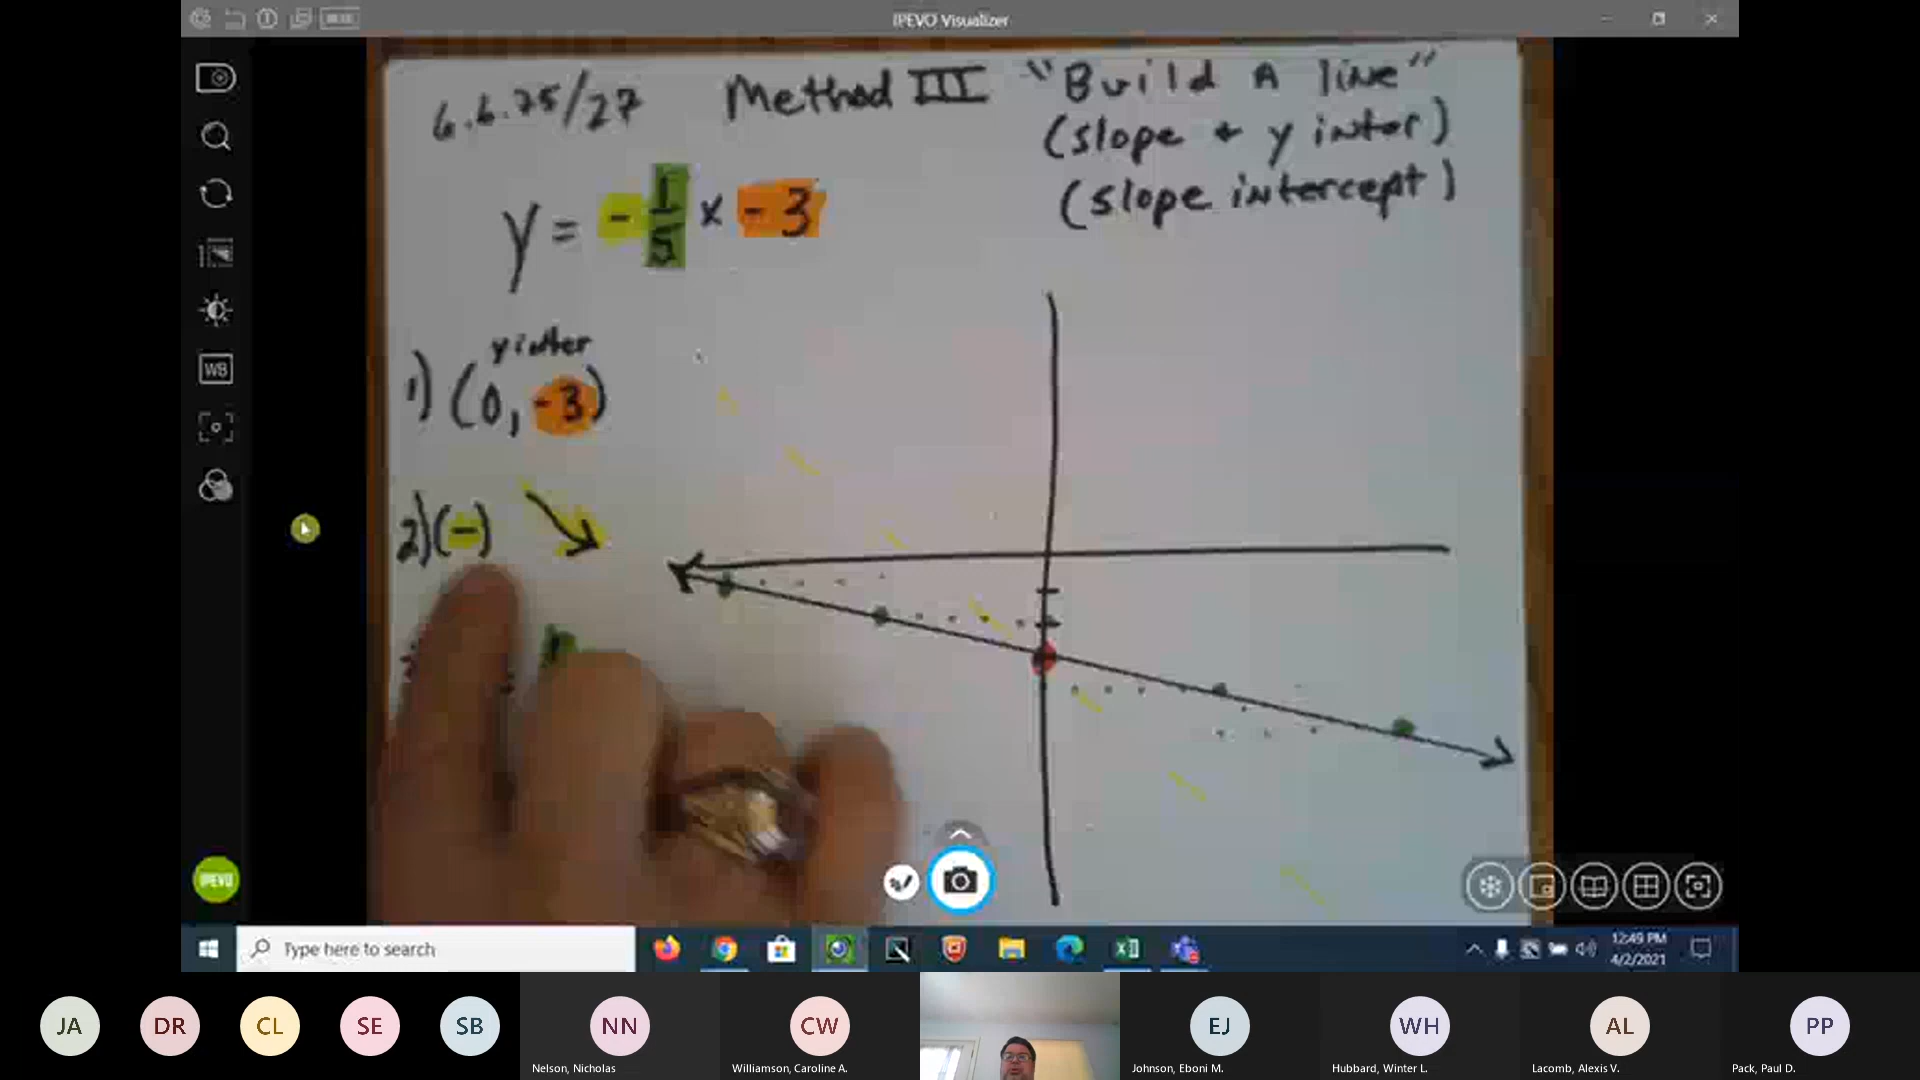 IPEVO Visualizer
6.6.25/27 Method III "Build A line"
(slope + y inter)
(slope intercept)
y = - 1/5 x - 3
y inter
1) (0, -3)
2) (-)
WB
IPEVO
Type here to search
12:49 PM
4/2/2021
JA DR CL SE SB NN CW EJ WH AL PP
Nelson, Nicholas
Williamson, Caroline A.
Johnson, Eboni M.
Hubbard, Winter L.
Lacomb, Alexis V.
Pack, Paul D.